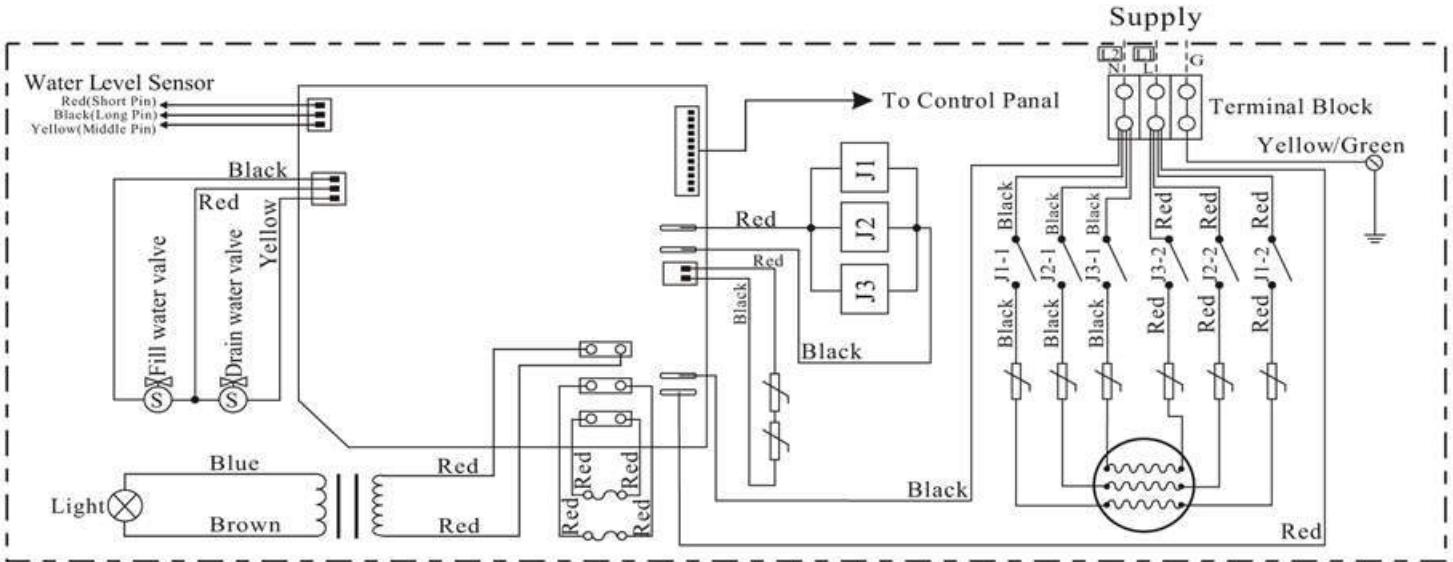 Supply
L2
L1
N
L
G
Water Level Sensor
Red(Short Pin)
Black(Long Pin)
Yellow(Middle Pin)
To Control Panel
Terminal Block
Yellow/Green
Black
Red
Yellow
Fill water valve
Drain water valve
S
S
J1
J2
J3
Red
Red
Black
Black
Black
Black
Black
Red
Red
Red
J1-1
J2-1
J3-1
J3-2
J2-2
J1-2
Black
Black
Black
Red
Red
Red
Light
Blue
Brown
Red
Red
Red
Red
Red
Red
Black
Red